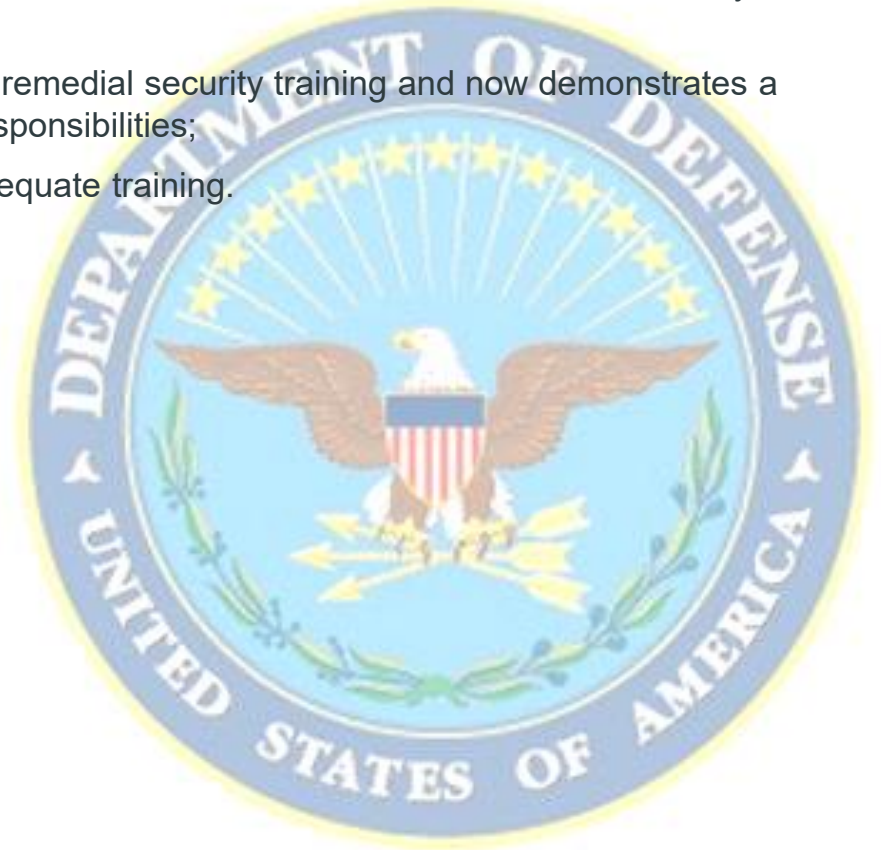 remedial security training and now demonstrates a
sponsibilities;
equate training.
DEPARTMENT OF DEFENSE
UNITED STATES OF AMERICA